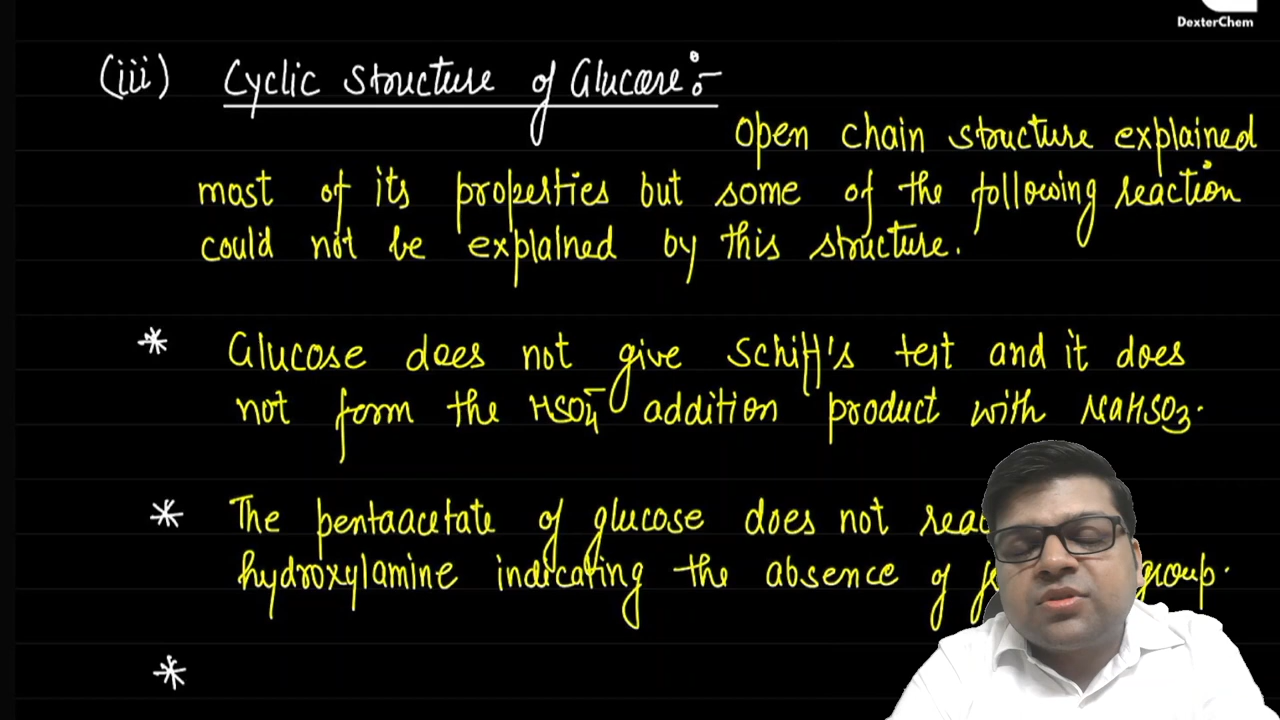 DexterChem
(iii) Cyclic structure of Glucose:-
Open chain structure explained
most of its properties but some of the following reaction
could not be explained by this structure.
* Glucose does not give Schiff's test and it does
not form the HSO₄⁻ addition product with NaHSO₃.
* The pentaacetate of glucose does not
hydroxylamine indicating the absence of group.
*